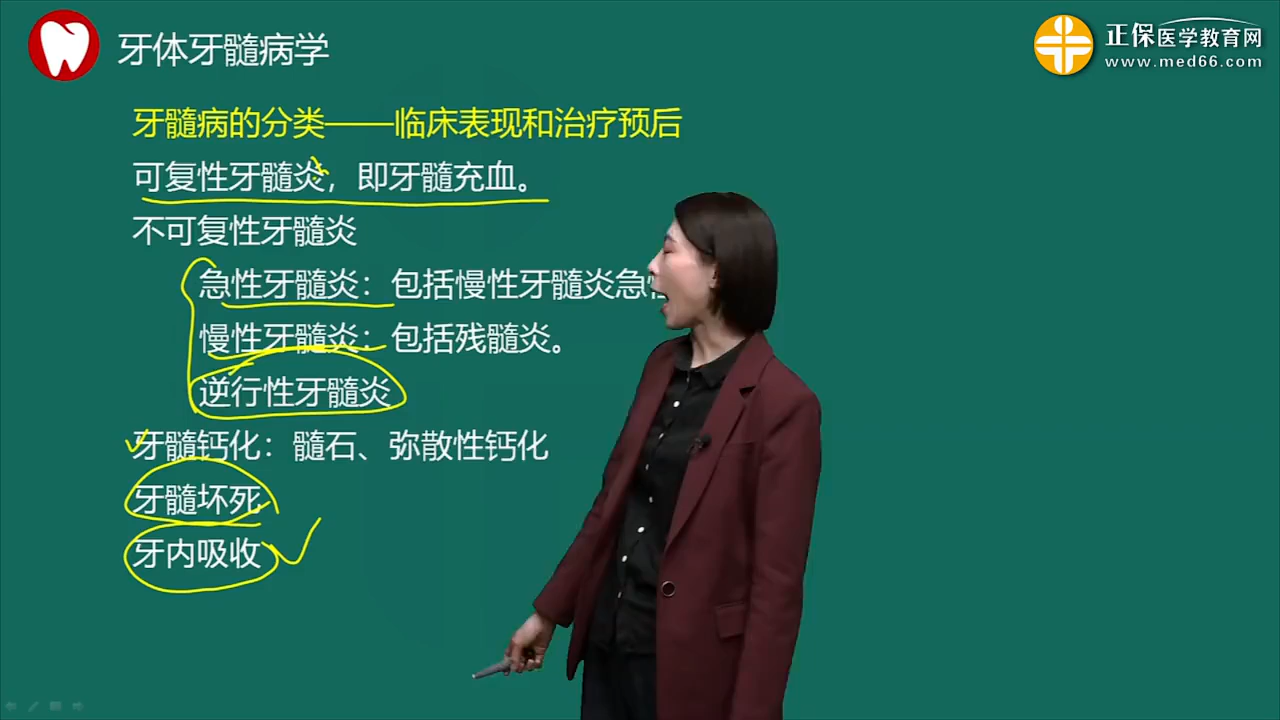 牙体牙髓病学
正保医学教育网
www.med66.com
牙髓病的分类——临床表现和治疗预后
可复性牙髓炎，即牙髓充血。
不可复性牙髓炎
急性牙髓炎：包括慢性牙髓炎急
慢性牙髓炎：包括残髓炎。
逆行性牙髓炎
牙髓钙化：髓石、弥散性钙化
牙髓坏死
牙内吸收